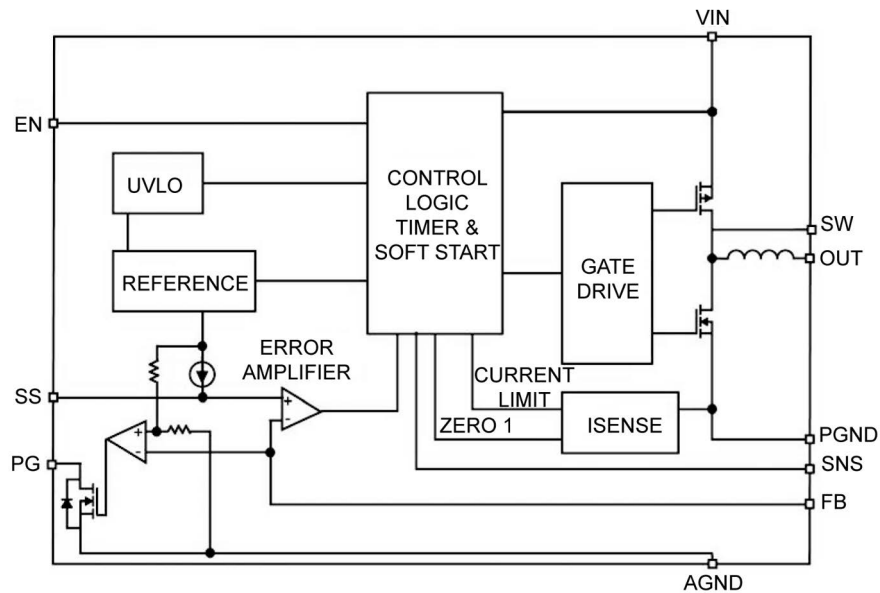 VIN
EN
UVLO
CONTROL
LOGIC
TIMER &
SOFT START
SW
OUT
REFERENCE
GATE
DRIVE
ERROR
AMPLIFIER
+
-
SS
CURRENT
LIMIT
ZERO 1
ISENSE
+
-
PG
PGND
SNS
FB
AGND